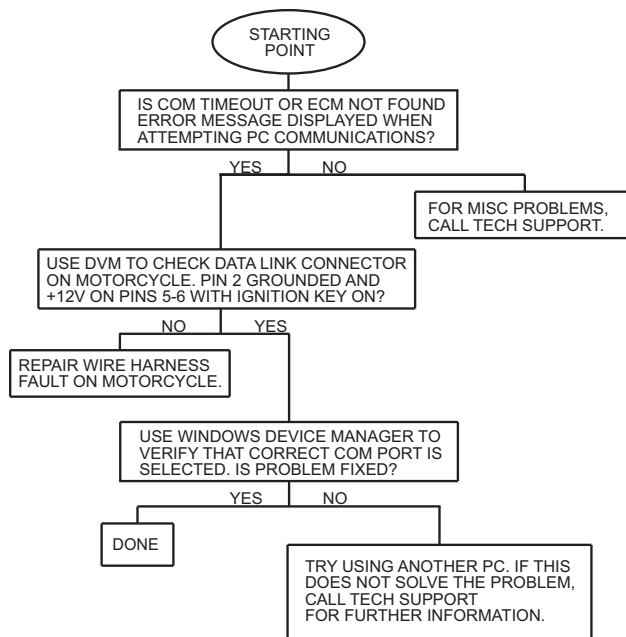 STARTING
POINT
IS COM TIMEOUT OR ECM NOT FOUND
ERROR MESSAGE DISPLAYED WHEN
ATTEMPTING PC COMMUNICATIONS?
YES NO
FOR MISC PROBLEMS,
CALL TECH SUPPORT.
USE DVM TO CHECK DATA LINK CONNECTOR
ON MOTORCYCLE. PIN 2 GROUNDED AND
+12V ON PINS 5-6 WITH IGNITION KEY ON?
NO YES
REPAIR WIRE HARNESS
FAULT ON MOTORCYCLE.
USE WINDOWS DEVICE MANAGER TO
VERIFY THAT CORRECT COM PORT IS
SELECTED. IS PROBLEM FIXED?
YES NO
DONE
TRY USING ANOTHER PC. IF THIS
DOES NOT SOLVE THE PROBLEM,
CALL TECH SUPPORT
FOR FURTHER INFORMATION.